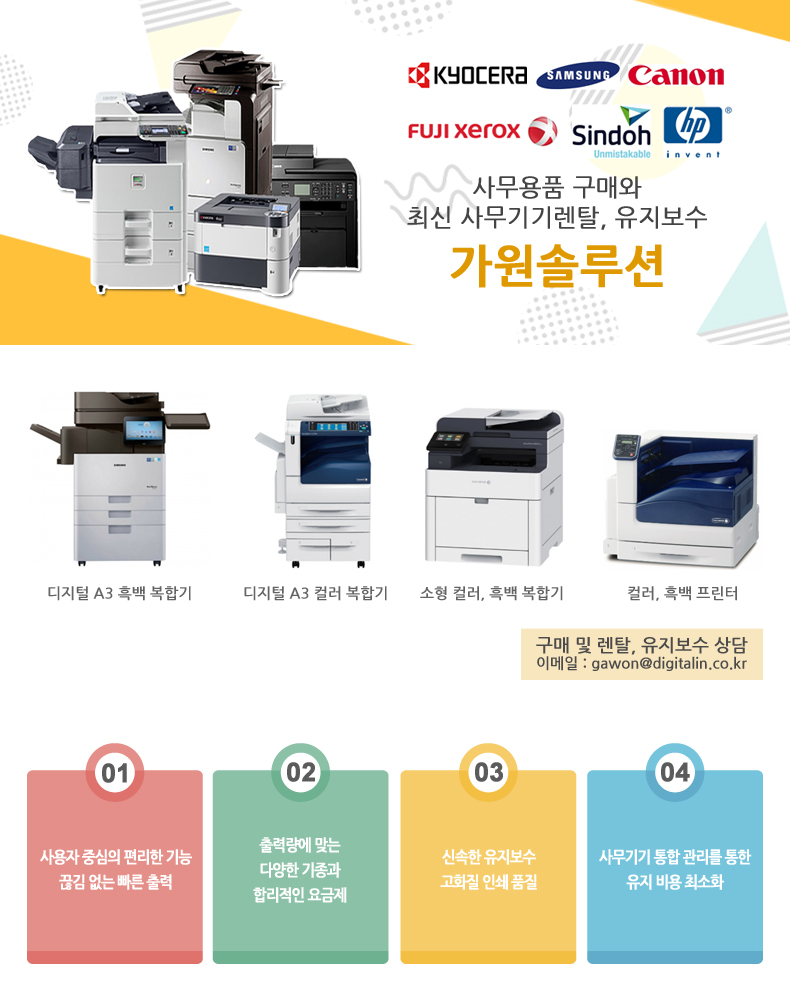 KYOCERA SAMSUNG Canon
FUJI xerox Sindoh hp
Unmistakable invent
사무용품 구매와
최신 사무기기렌탈, 유지보수
가원솔루션
디지털 A3 흑백 복합기
디지털 A3 컬러 복합기
소형 컬러, 흑백 복합기
컬러, 흑백 프린터
구매 및 렌탈, 유지보수 상담
이메일 : gawon@digitalin.co.kr
01
사용자 중심의 편리한 기능
끊김 없는 빠른 출력
02
출력량에 맞는
다양한 기종과
합리적인 요금제
03
신속한 유지보수
고화질 인쇄 품질
04
사무기기 통합 관리를 통한
유지 비용 최소화